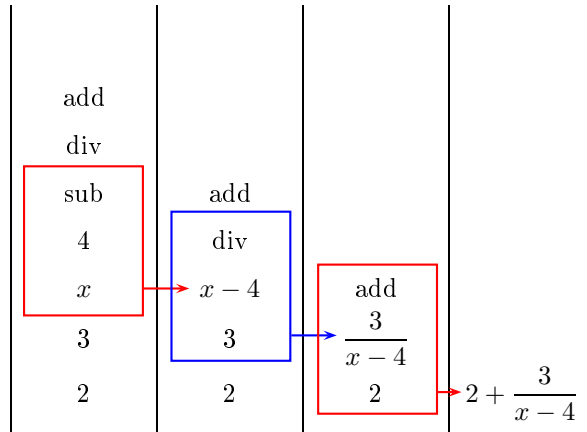 add
div
sub
4
x
3
2
add
div
x − 4
3
2
add
3/(x − 4)
2
2 + 3/(x − 4)